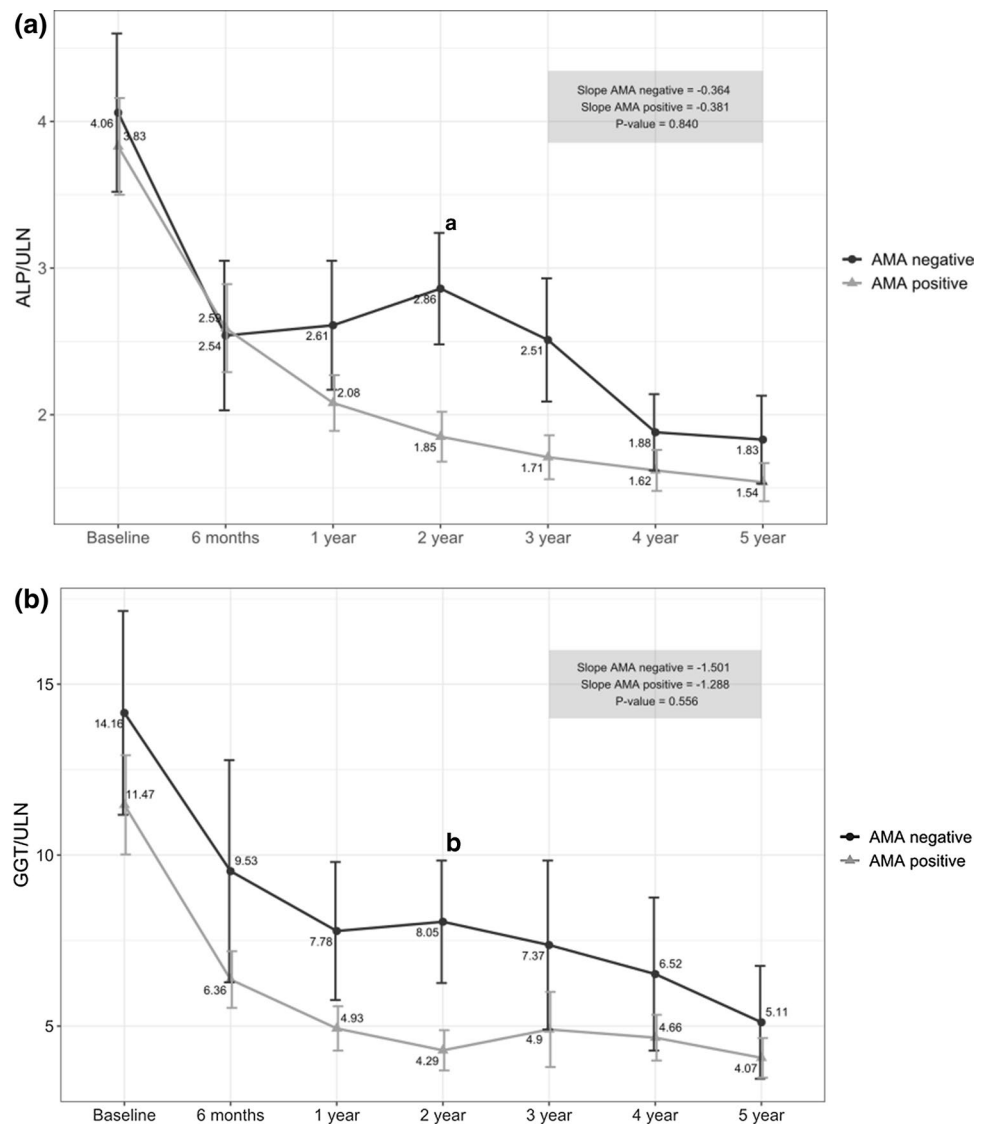 (a)
Slope AMA negative = -0.364
Slope AMA positive = -0.381
P-value = 0.840
ALP/ULN
4
3
2
4.06
3.83
2.59
2.54
2.61
2.08
a
2.86
1.85
2.51
1.71
1.88
1.62
1.83
1.54
AMA negative
AMA positive
Baseline 6 months 1 year 2 year 3 year 4 year 5 year
(b)
Slope AMA negative = -1.501
Slope AMA positive = -1.288
P-value = 0.556
GGT/ULN
15
10
5
14.16
11.47
9.53
6.36
7.78
4.93
b
8.05
4.29
7.37
4.9
6.52
4.66
5.11
4.07
AMA negative
AMA positive
Baseline 6 months 1 year 2 year 3 year 4 year 5 year